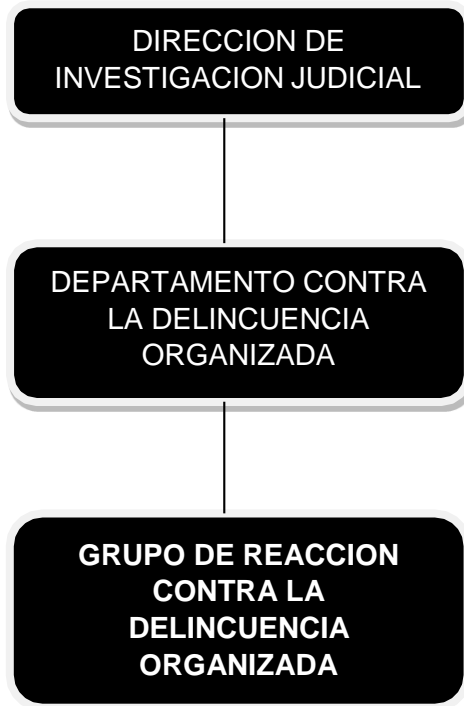 DIRECCION DE
INVESTIGACION JUDICIAL
DEPARTAMENTO CONTRA
LA DELINCUENCIA
ORGANIZADA
GRUPO DE REACCION
CONTRA LA
DELINCUENCIA
ORGANIZADA